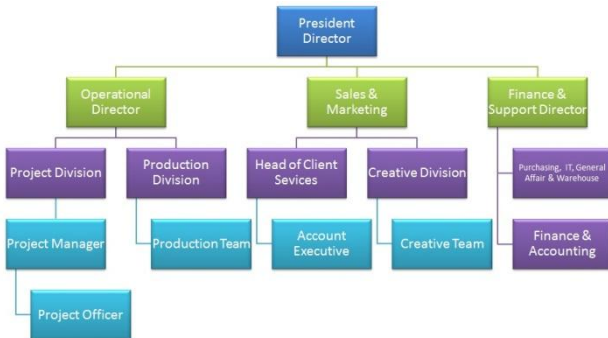 President
Director
Operational
Director
Sales &
Marketing
Finance &
Support Director
Project Division
Production
Division
Head of Client
Sevices
Creative Division
Purchasing, IT, General
Affair & Warehouse
Project Manager
Production Team
Account
Executive
Creative Team
Finance &
Accounting
Project Officer